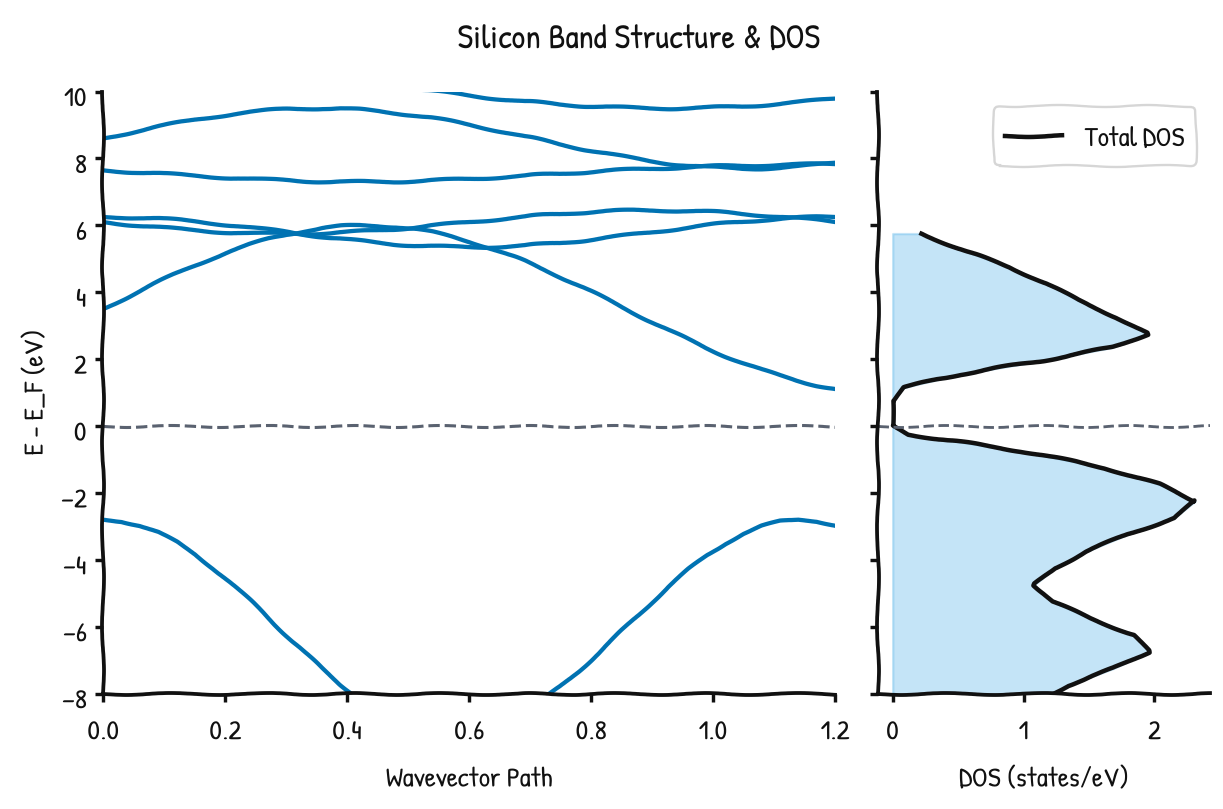 Silicon Band Structure & DOS
E - E_F (eV)
10
8
6
4
2
0
−2
−4
−6
−8
0.0 0.2 0.4 0.6 0.8 1.0 1.2
Wavevector Path
Total DOS
0 1 2
DOS (states/eV)